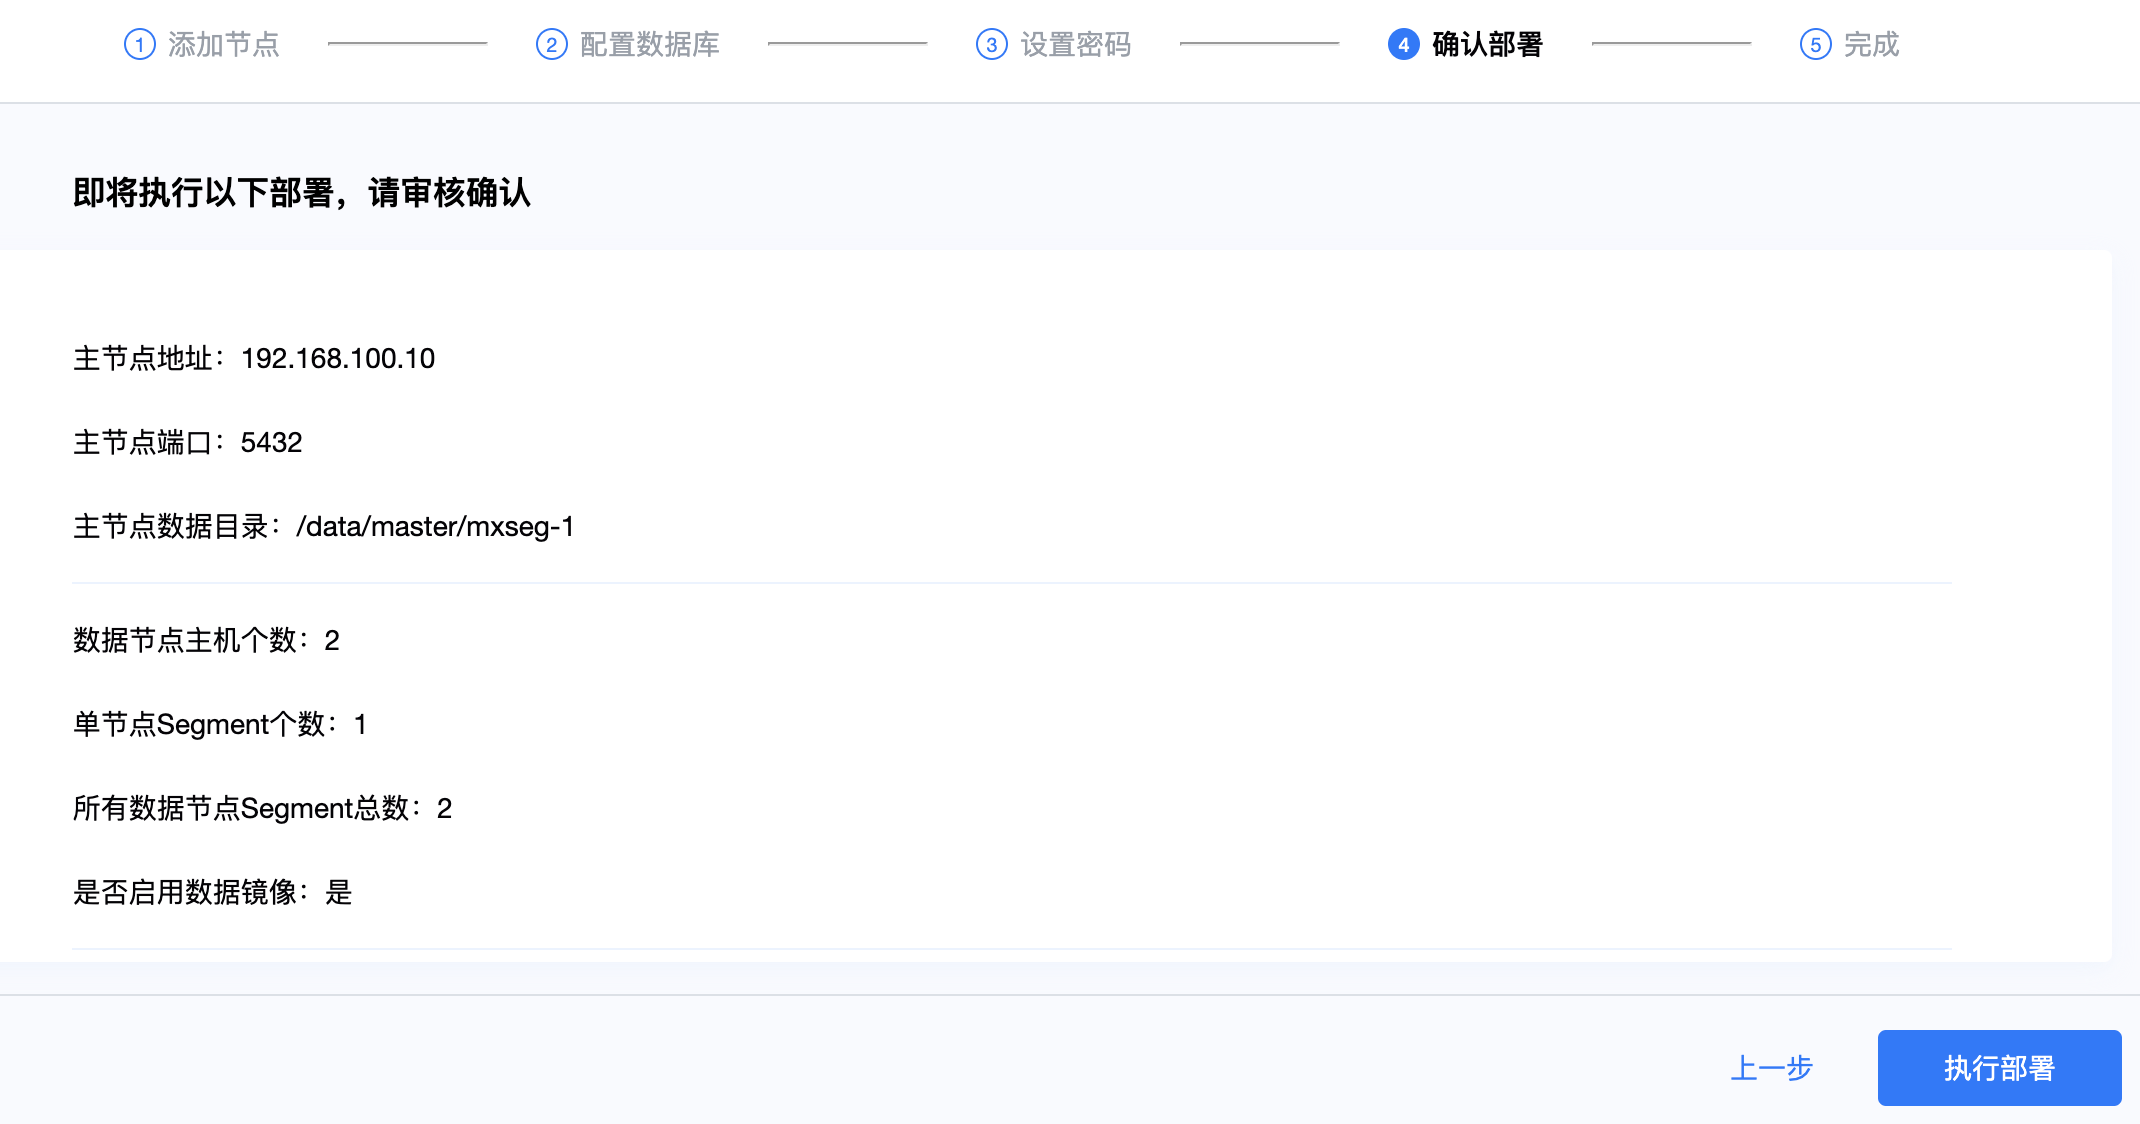 1 添加节点 2 配置数据库 3 设置密码 4 确认部署 5 完成
即将执行以下部署，请审核确认
主节点地址：192.168.100.10
主节点端口：5432
主节点数据目录：/data/master/mxseg-1
数据节点主机个数：2
单节点Segment个数：1
所有数据节点Segment总数：2
是否启用数据镜像：是
上一步 执行部署